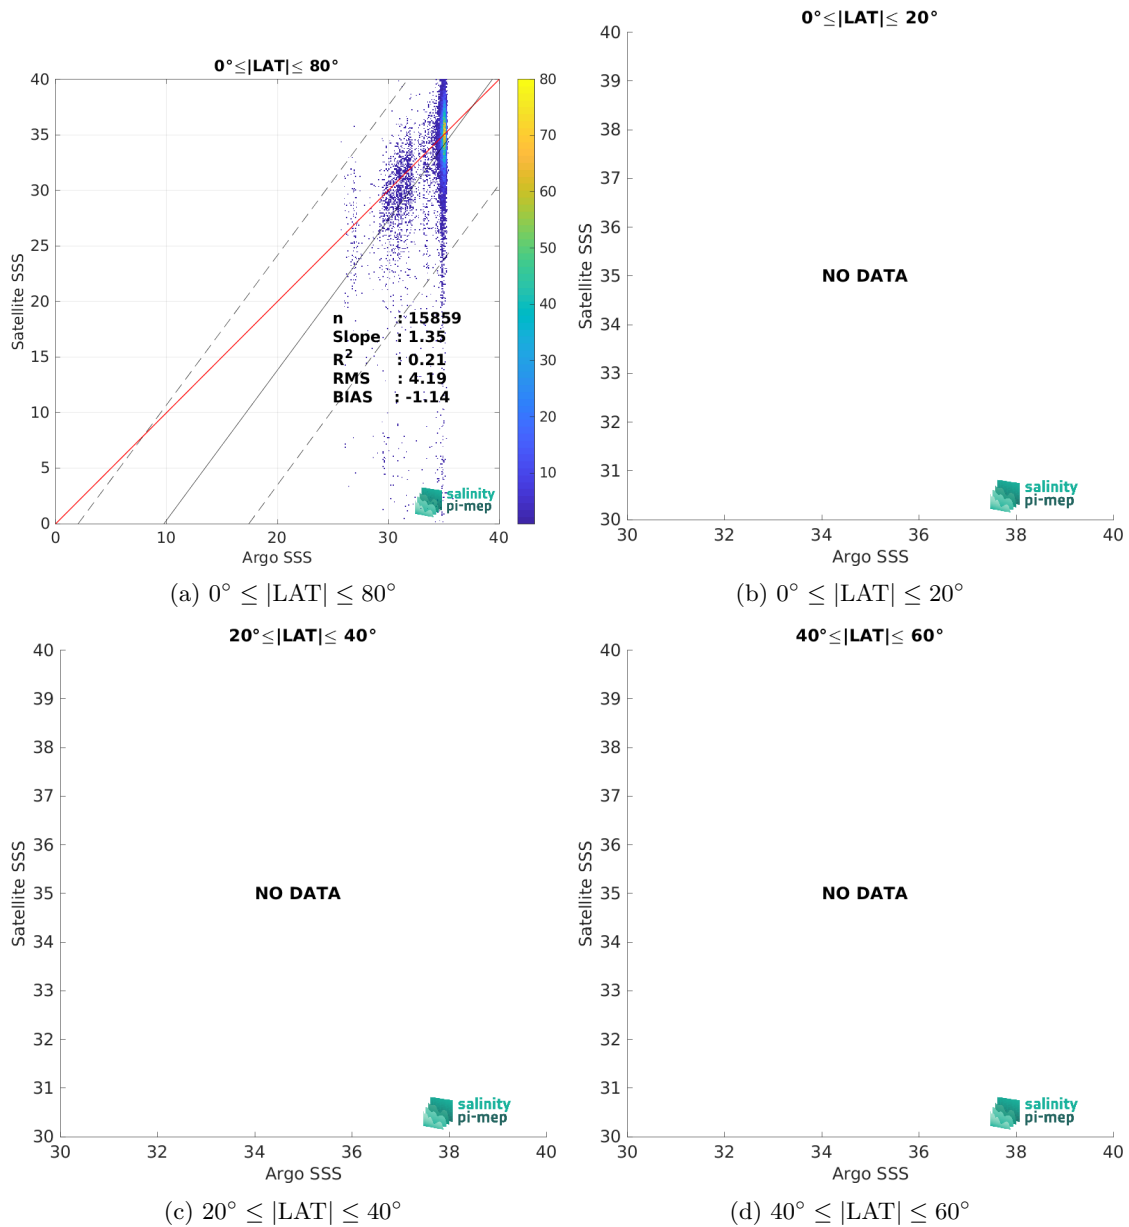 0°≤|LAT|≤ 80°
40
35
30
25
20
15
10
5
0
0
10
20
30
40
Satellite SSS
Argo SSS
80
70
60
50
40
30
20
10
n : 15859
Slope : 1.35
R² : 0.21
RMS : 4.19
BIAS : -1.14
salinity
pi-mep
(a) 0° ≤ |LAT| ≤ 80°
0°≤|LAT|≤ 20°
40
39
38
37
36
35
34
33
32
31
30
30
32
34
36
38
40
Satellite SSS
Argo SSS
NO DATA
salinity
pi-mep
(b) 0° ≤ |LAT| ≤ 20°
20°≤|LAT|≤ 40°
40
39
38
37
36
35
34
33
32
31
30
30
32
34
36
38
40
Satellite SSS
Argo SSS
NO DATA
salinity
pi-mep
(c) 20° ≤ |LAT| ≤ 40°
40°≤|LAT|≤ 60°
40
39
38
37
36
35
34
33
32
31
30
30
32
34
36
38
40
Satellite SSS
Argo SSS
NO DATA
salinity
pi-mep
(d) 40° ≤ |LAT| ≤ 60°